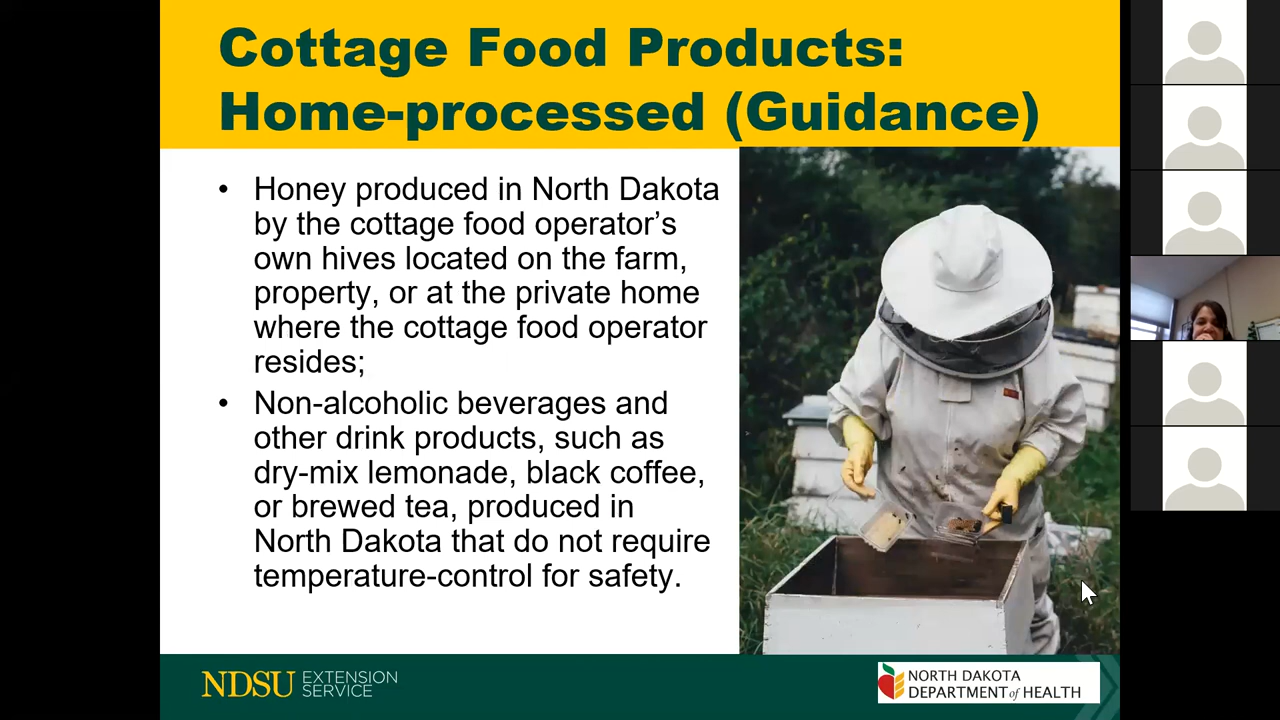 Cottage Food Products:
Home-processed (Guidance)
• Honey produced in North Dakota
by the cottage food operator’s
own hives located on the farm,
property, or at the private home
where the cottage food operator
resides;
• Non-alcoholic beverages and
other drink products, such as
dry-mix lemonade, black coffee,
or brewed tea, produced in
North Dakota that do not require
temperature-control for safety.
NDSU EXTENSION
SERVICE
NORTH DAKOTA
DEPARTMENT of HEALTH